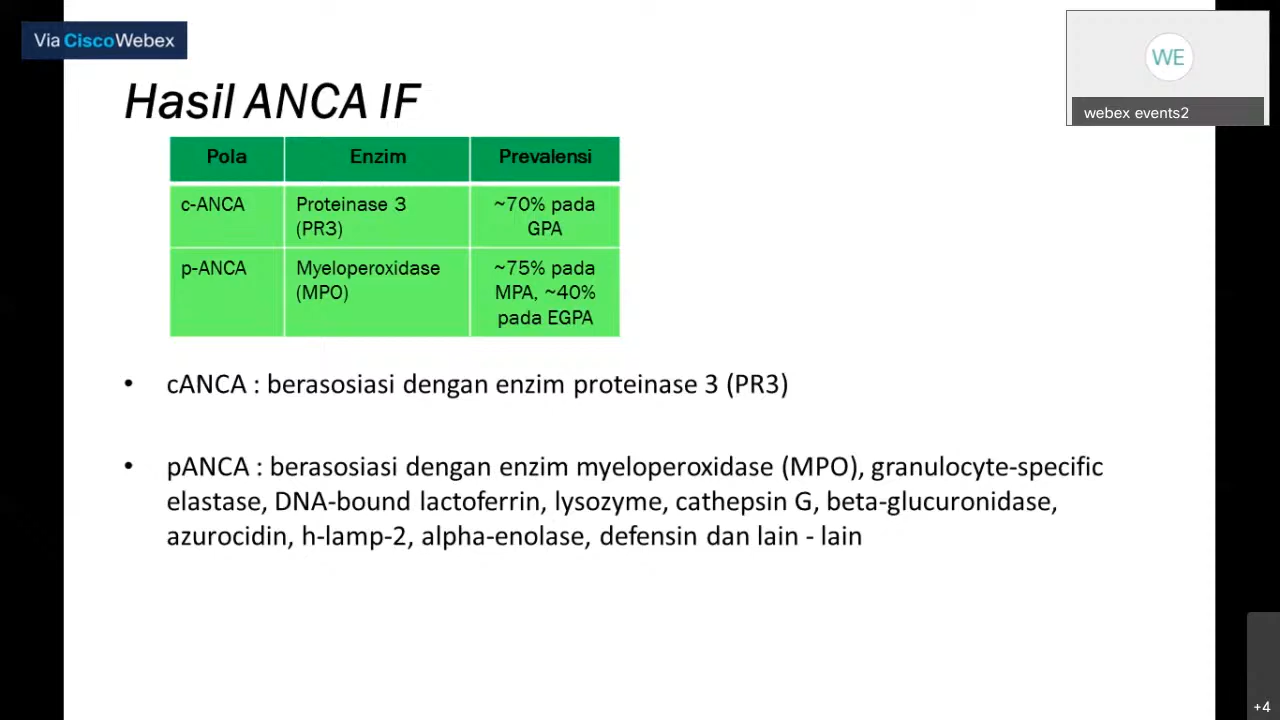 Via CiscoWebex
WE
webex events2
Hasil ANCA IF
Pola Enzim Prevalensi
c-ANCA Proteinase 3 ~70% pada
(PR3) GPA
p-ANCA Myeloperoxidase ~75% pada
(MPO) MPA, ~40%
pada EGPA
• cANCA : berasosiasi dengan enzim proteinase 3 (PR3)
• pANCA : berasosiasi dengan enzim myeloperoxidase (MPO), granulocyte-specific
elastase, DNA-bound lactoferrin, lysozyme, cathepsin G, beta-glucuronidase,
azurocidin, h-lamp-2, alpha-enolase, defensin dan lain - lain
+4